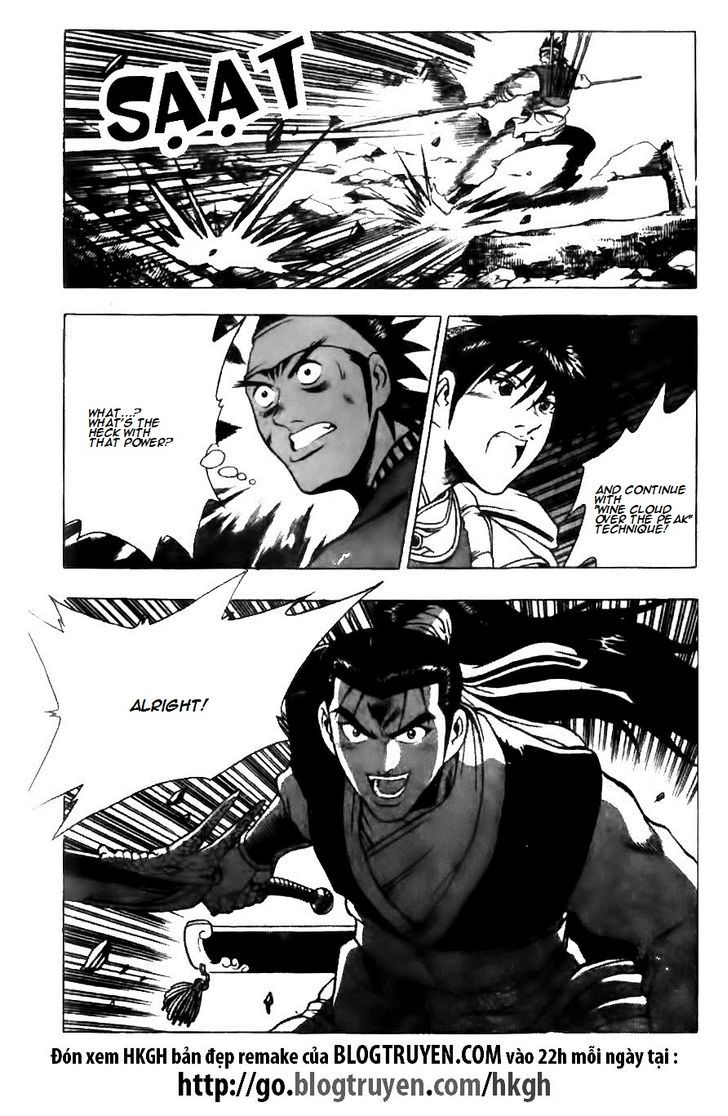 SẠẠT
WHAT...?
WHAT'S THE
HECK WITH
THAT POWER?
AND CONTINUE
WITH
"WINE CLOUD
OVER THE PEAK"
TECHNIQUE!
ALRIGHT!
Đón xem HKGH bản đẹp remake của BLOGTRUYEN.COM vào 22h mỗi ngày tại :
http://go.blogtruyen.com/hkgh